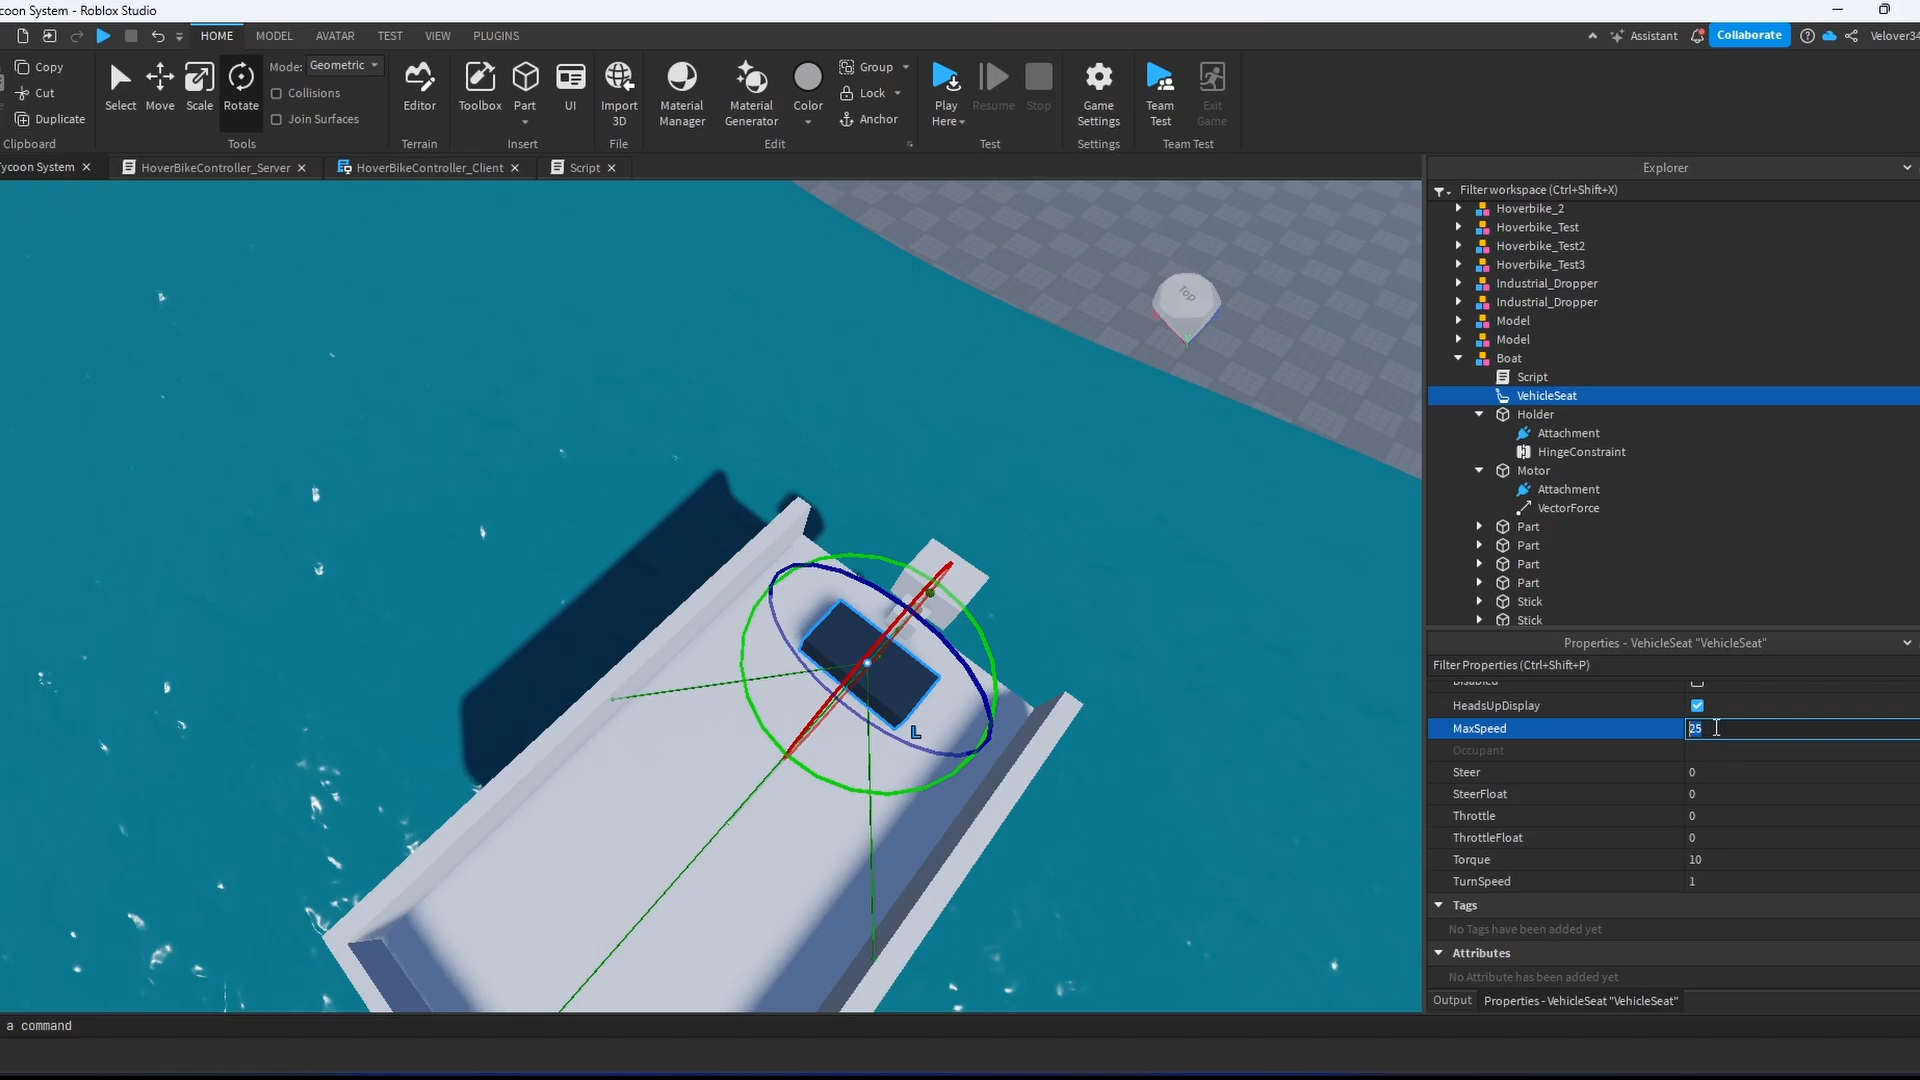 coon System - Roblox Studio
HOME MODEL AVATAR TEST VIEW PLUGINS
Assistant Collaborate Velover34
Copy
Cut
Duplicate
Clipboard
Select Move Scale Rotate
Mode: Geometric
Collisions
Join Surfaces
Tools
Editor
Terrain
Toolbox Part UI
Insert
Import 3D
File
Material Manager
Material Generator
Color
Group
Lock
Anchor
Edit
Play Here Resume Stop
Test
Game Settings
Settings
Team Test
Exit Game
Team Test
ycoon System HoverBikeController_Server HoverBikeController_Client Script
Top
L
Explorer
Filter workspace (Ctrl+Shift+X)
Hoverbike_2
Hoverbike_Test
Hoverbike_Test2
Hoverbike_Test3
Industrial_Dropper
Industrial_Dropper
Model
Model
Boat
Script
VehicleSeat
Holder
Attachment
HingeConstraint
Motor
Attachment
VectorForce
Part
Part
Part
Part
Stick
Stick
Properties - VehicleSeat "VehicleSeat"
Filter Properties (Ctrl+Shift+P)
Disabled
HeadsUpDisplay
MaxSpeed 25
Occupant
Steer 0
SteerFloat 0
Throttle 0
ThrottleFloat 0
Torque 10
TurnSpeed 1
Tags
No Tags have been added yet
Attributes
No Attribute has been added yet
Output Properties - VehicleSeat "VehicleSeat"
a command